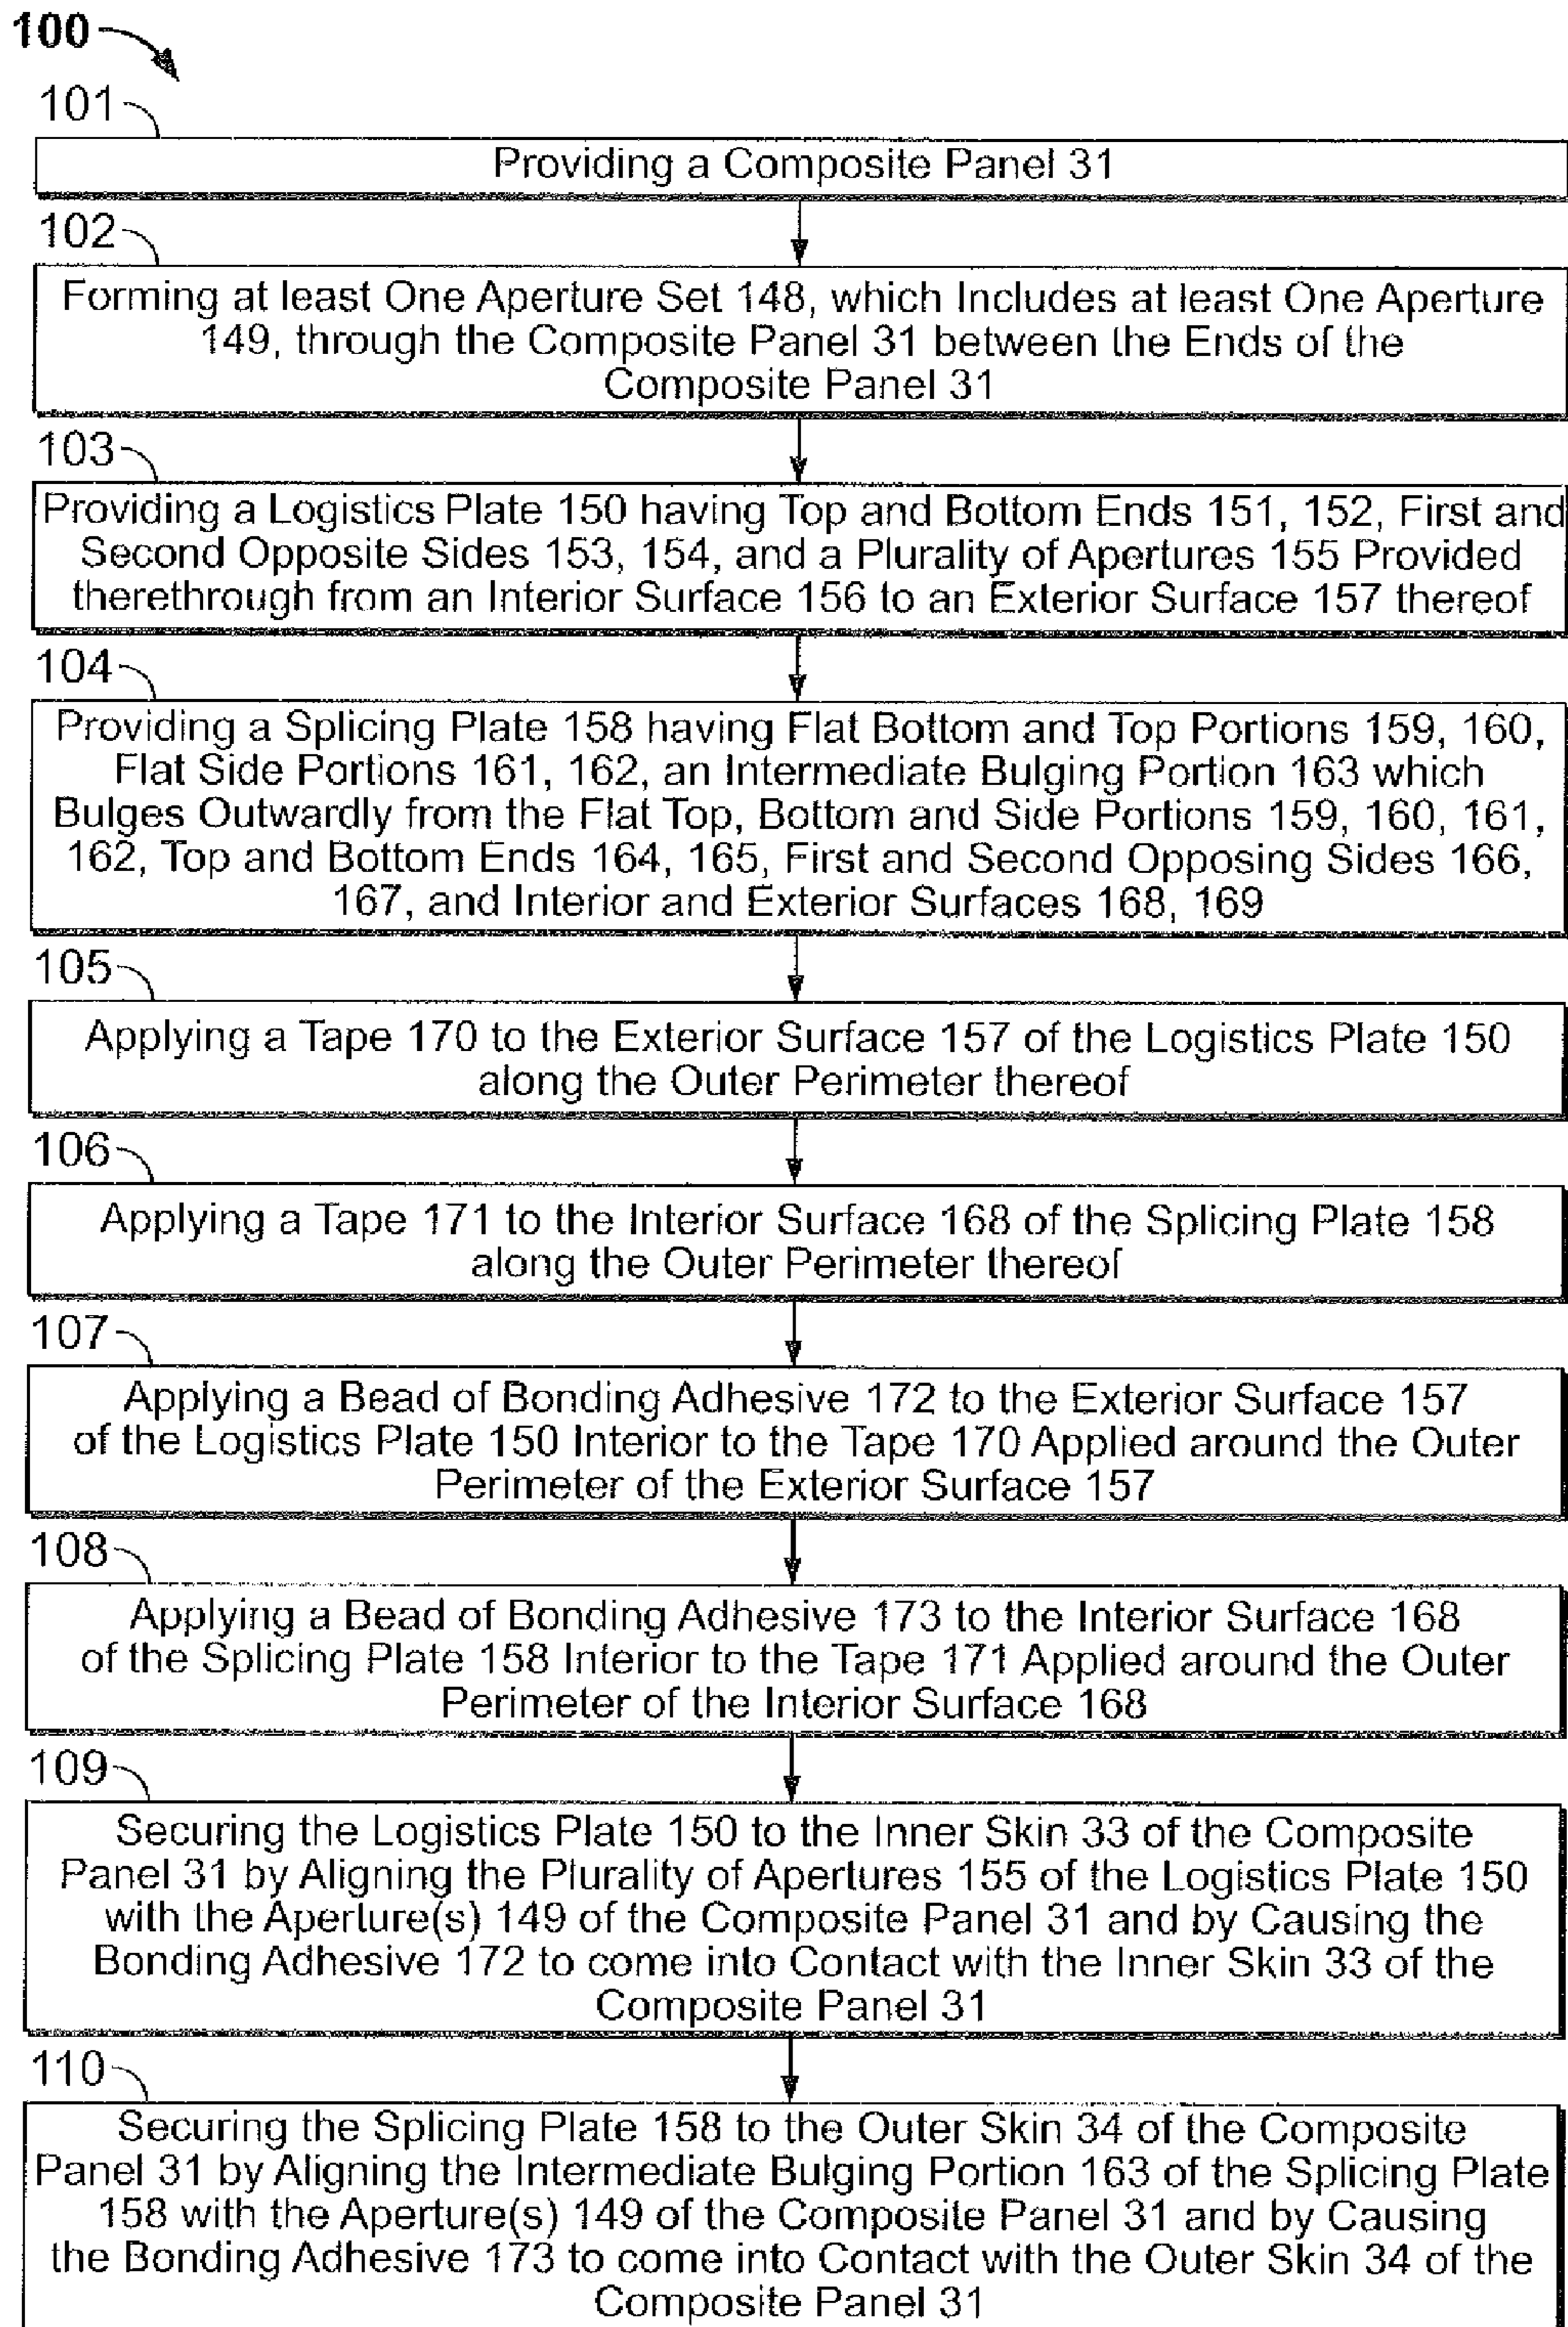 100
101
Providing a Composite Panel 31
102
Forming at least One Aperture Set 148, which Includes at least One Aperture
149, through the Composite Panel 31 between the Ends of the
Composite Panel 31
103
Providing a Logistics Plate 150 having Top and Bottom Ends 151, 152, First and
Second Opposite Sides 153, 154, and a Plurality of Apertures 155 Provided
therethrough from an Interior Surface 156 to an Exterior Surface 157 thereof
104
Providing a Splicing Plate 158 having Flat Bottom and Top Portions 159, 160,
Flat Side Portions 161, 162, an Intermediate Bulging Portion 163 which
Bulges Outwardly from the Flat Top, Bottom and Side Portions 159, 160, 161,
162, Top and Bottom Ends 164, 165, First and Second Opposing Sides 166,
167, and Interior and Exterior Surfaces 168, 169
105
Applying a Tape 170 to the Exterior Surface 157 of the Logistics Plate 150
along the Outer Perimeter thereof
106
Applying a Tape 171 to the Interior Surface 168 of the Splicing Plate 158
along the Outer Perimeter thereof
107
Applying a Bead of Bonding Adhesive 172 to the Exterior Surface 157
of the Logistics Plate 150 Interior to the Tape 170 Applied around the Outer
Perimeter of the Exterior Surface 157
108
Applying a Bead of Bonding Adhesive 173 to the Interior Surface 168
of the Splicing Plate 158 Interior to the Tape 171 Applied around the Outer
Perimeter of the Interior Surface 168
109
Securing the Logistics Plate 150 to the Inner Skin 33 of the Composite
Panel 31 by Aligning the Plurality of Apertures 155 of the Logistics Plate 150
with the Aperture(s) 149 of the Composite Panel 31 and by Causing the
Bonding Adhesive 172 to come into Contact with the Inner Skin 33 of the
Composite Panel 31
110
Securing the Splicing Plate 158 to the Outer Skin 34 of the Composite
Panel 31 by Aligning the Intermediate Bulging Portion 163 of the Splicing Plate
158 with the Aperture(s) 149 of the Composite Panel 31 and by Causing
the Bonding Adhesive 173 to come into Contact with the Outer Skin 34 of the
Composite Panel 31